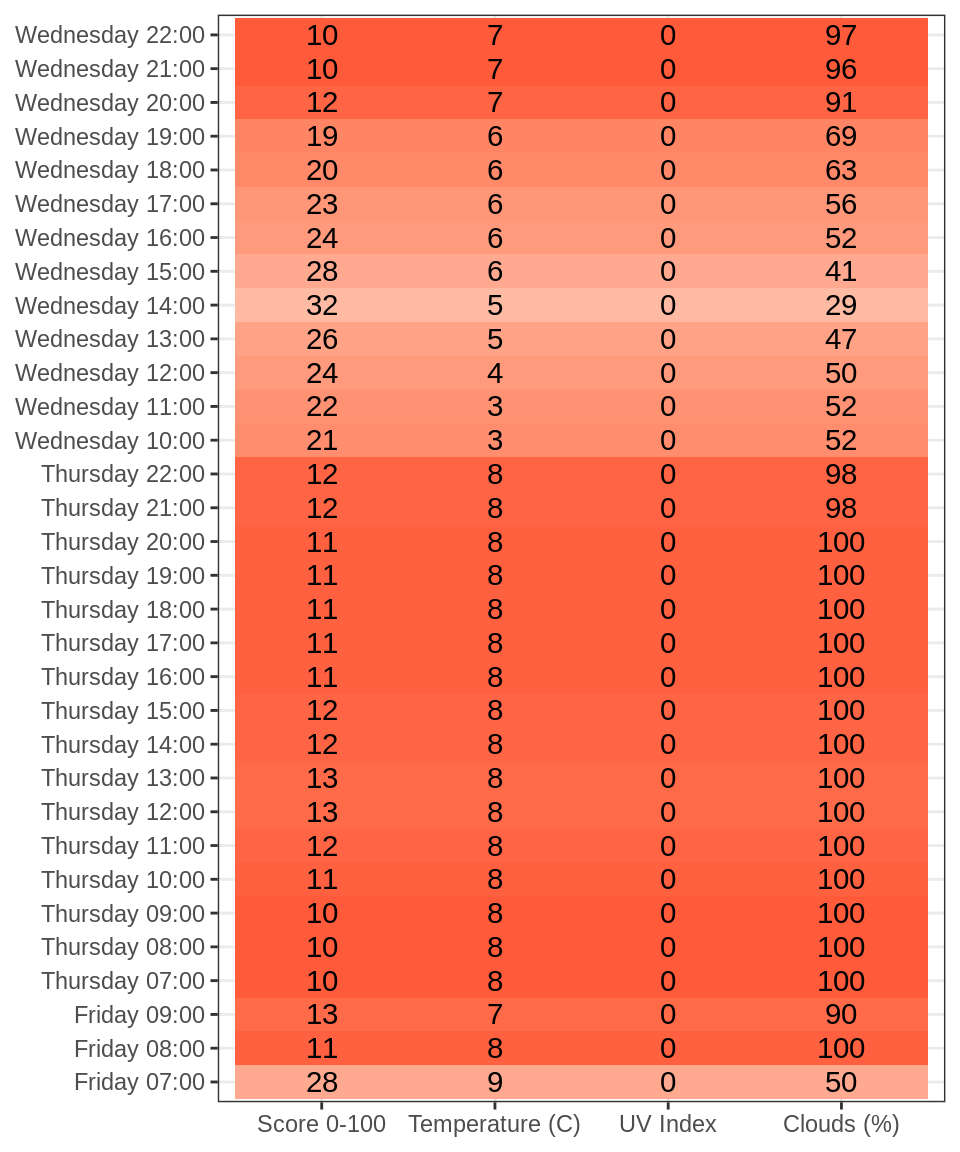 Wednesday 22:00 10 7 0 97
Wednesday 21:00 10 7 0 96
Wednesday 20:00 12 7 0 91
Wednesday 19:00 19 6 0 69
Wednesday 18:00 20 6 0 63
Wednesday 17:00 23 6 0 56
Wednesday 16:00 24 6 0 52
Wednesday 15:00 28 6 0 41
Wednesday 14:00 32 5 0 29
Wednesday 13:00 26 5 0 47
Wednesday 12:00 24 4 0 50
Wednesday 11:00 22 3 0 52
Wednesday 10:00 21 3 0 52
Thursday 22:00 12 8 0 98
Thursday 21:00 12 8 0 98
Thursday 20:00 11 8 0 100
Thursday 19:00 11 8 0 100
Thursday 18:00 11 8 0 100
Thursday 17:00 11 8 0 100
Thursday 16:00 11 8 0 100
Thursday 15:00 12 8 0 100
Thursday 14:00 12 8 0 100
Thursday 13:00 13 8 0 100
Thursday 12:00 13 8 0 100
Thursday 11:00 12 8 0 100
Thursday 10:00 11 8 0 100
Thursday 09:00 10 8 0 100
Thursday 08:00 10 8 0 100
Thursday 07:00 10 8 0 100
Friday 09:00 13 7 0 90
Friday 08:00 11 8 0 100
Friday 07:00 28 9 0 50
Score 0-100 Temperature (C) UV Index Clouds (%)